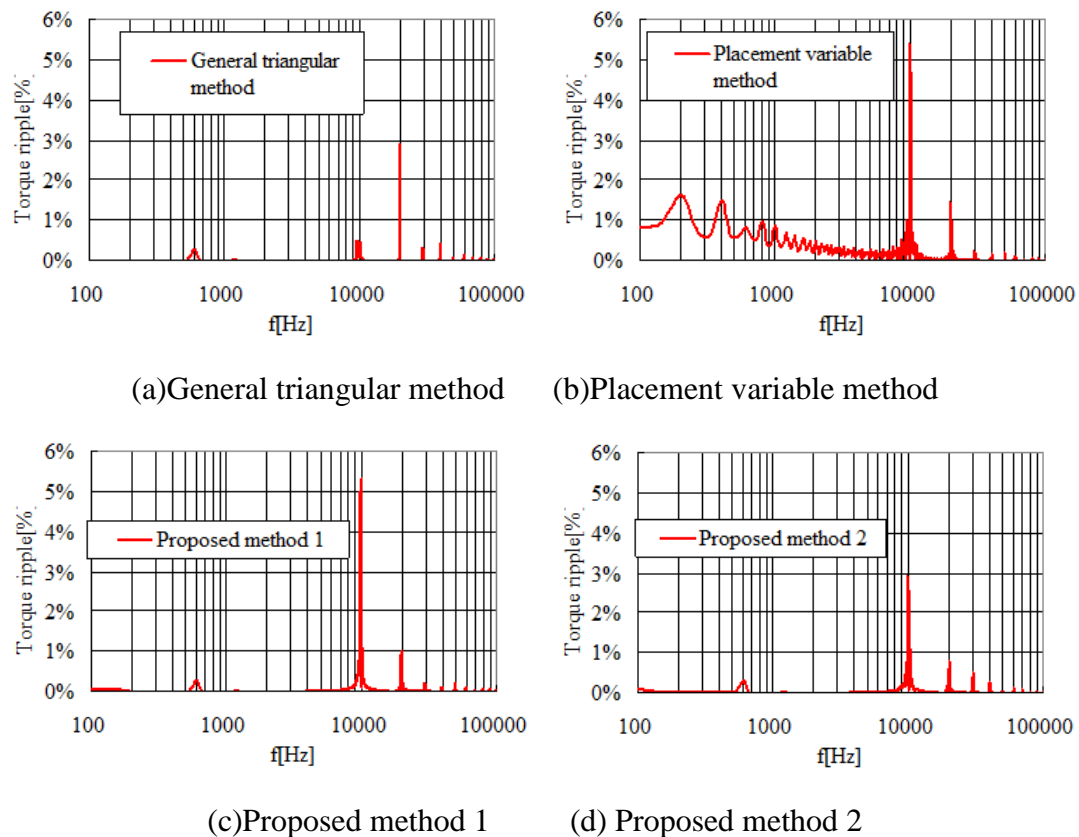 6%
5%
4%
3%
2%
1%
0%
Torque ripple[%]
General triangular
method
100 1000 10000 100000
f[Hz]
6%
5%
4%
3%
2%
1%
0%
Torque ripple[%]
Placement variable
method
100 1000 10000 100000
f[Hz]
(a)General triangular method (b)Placement variable method
6%
5%
4%
3%
2%
1%
0%
Torque ripple[%]
Proposed method 1
100 1000 10000 100000
f[Hz]
6%
5%
4%
3%
2%
1%
0%
Torque ripple[%]
Proposed method 2
100 1000 10000 100000
f[Hz]
(c)Proposed method 1 (d) Proposed method 2